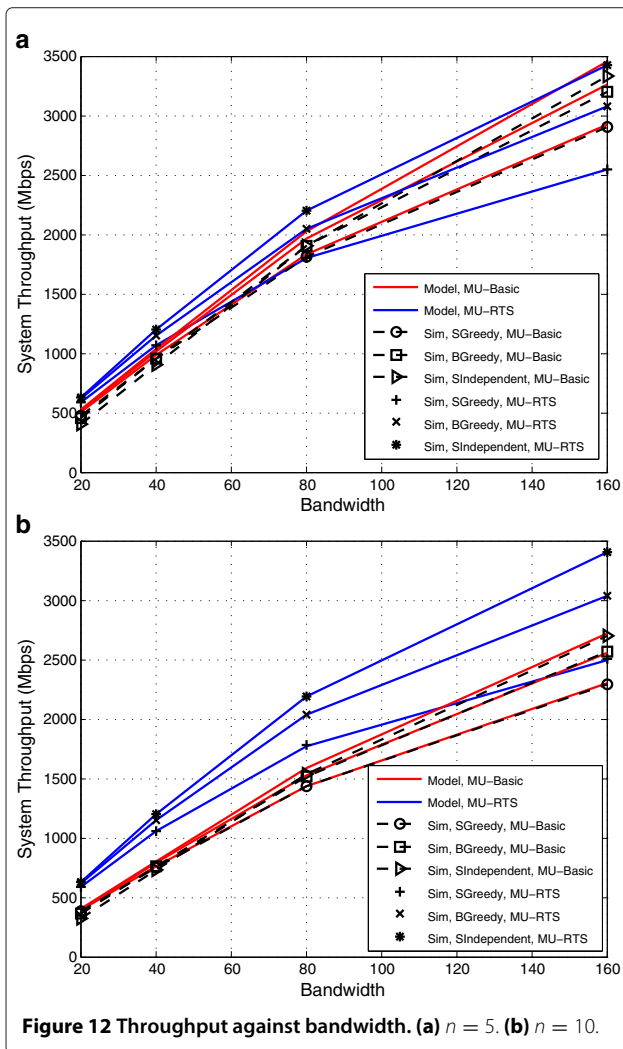 a
3500
3000
2500
2000
1500
1000
500
0
System Throughput (Mbps)
Model, MU-Basic
Model, MU-RTS
Sim, SGreedy, MU-Basic
Sim, BGreedy, MU-Basic
Sim, SIndependent, MU-Basic
Sim, SGreedy, MU-RTS
Sim, BGreedy, MU-RTS
Sim, SIndependent, MU-RTS
20 40 60 80 100 120 140 160
Bandwidth
b
3500
3000
2500
2000
1500
1000
500
0
System Throughput (Mbps)
Model, MU-Basic
Model, MU-RTS
Sim, SGreedy, MU-Basic
Sim, BGreedy, MU-Basic
Sim, SIndependent, MU-Basic
Sim, SGreedy, MU-RTS
Sim, BGreedy, MU-RTS
Sim, SIndependent, MU-RTS
20 40 60 80 100 120 140 160
Bandwidth
Figure 12 Throughput against bandwidth. (a) n = 5. (b) n = 10.